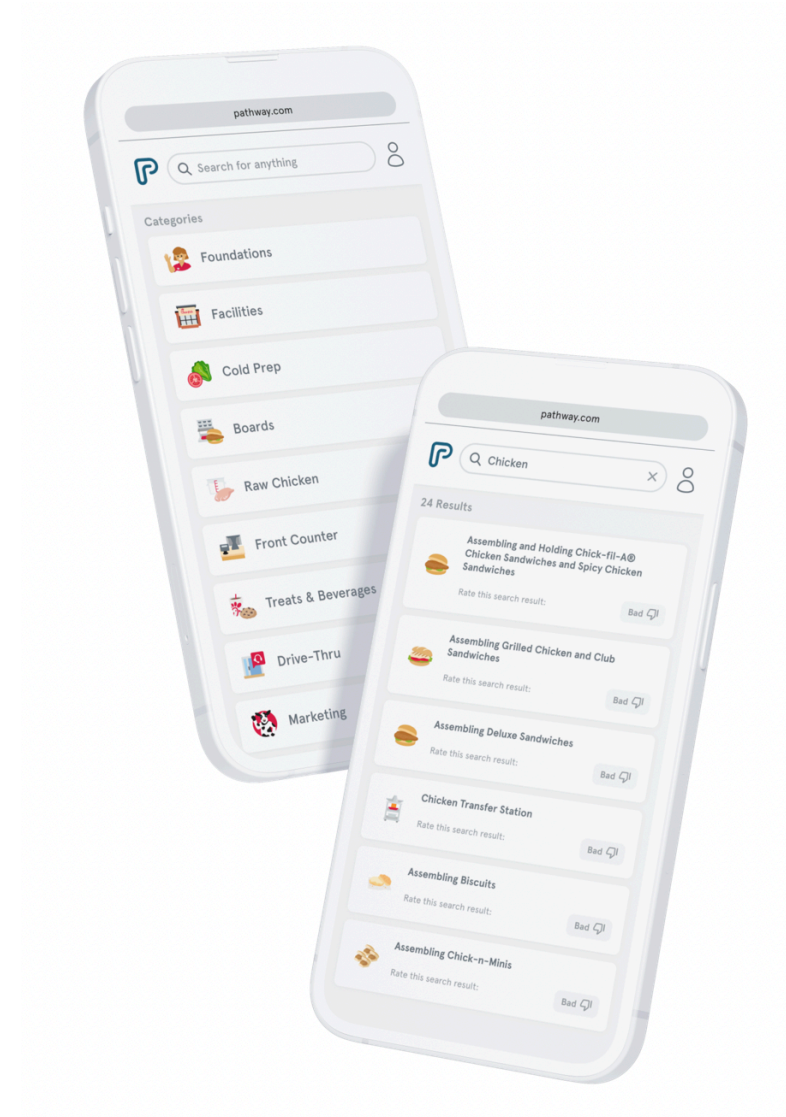 pathway.com
Search for anything
Categories
Foundations
Facilities
Cold Prep
Boards
Raw Chicken
Front Counter
Treats & Beverages
Drive-Thru
Marketing
pathway.com
Chicken
24 Results
Assembling and Holding Chick-fil-A®
Chicken Sandwiches and Spicy Chicken
Sandwiches
Rate this search result:
Bad
Assembling Grilled Chicken and Club
Sandwiches
Rate this search result:
Bad
Assembling Deluxe Sandwiches
Rate this search result:
Bad
Chicken Transfer Station
Rate this search result:
Bad
Assembling Biscuits
Rate this search result:
Bad
Assembling Chick-n-Minis
Rate this search result:
Bad